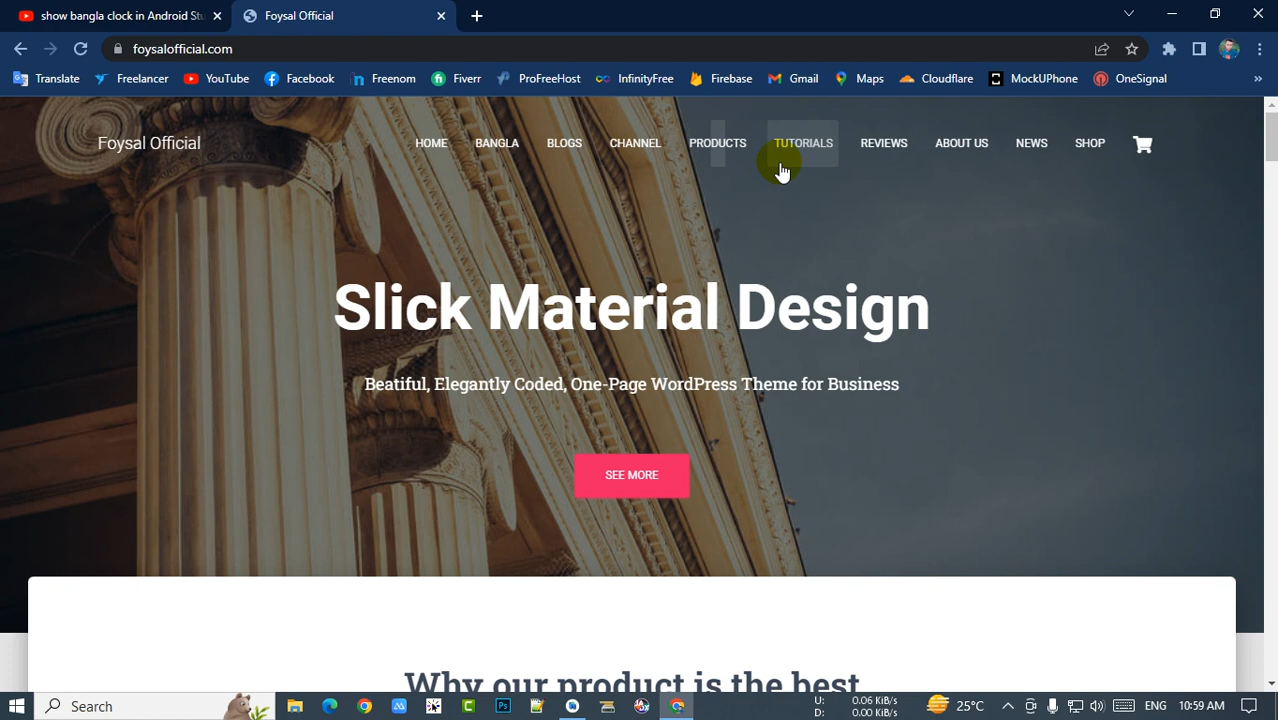 show bangla clock in Android Stu
Foysal Official
foysalofficial.com
Translate Freelancer YouTube Facebook Freenom Fiverr ProFreeHost InfinityFree Firebase Gmail Maps Cloudflare MockUPhone OneSignal »
Foysal Official HOME BANGLA BLOGS CHANNEL PRODUCTS TUTORIALS REVIEWS ABOUT US NEWS SHOP
Slick Material Design
Beatiful, Elegantly Coded, One-Page WordPress Theme for Business
SEE MORE
Why our product is the best
Search
U: 0.06 KiB/s
D: 0.00 KiB/s
25°C ENG 10:59 AM